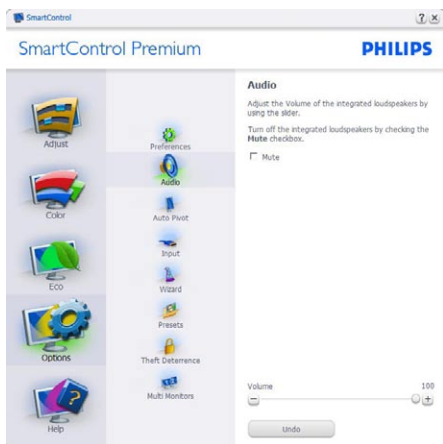 SmartControl
SmartControl Premium
PHILIPS
Adjust
Color
Eco
Options
Help
Preferences
Audio
Auto Pivot
Input
Wizard
Presets
Theft Deterrence
Multi Monitors
Audio
Adjust the Volume of the integrated loudspeakers by
using the slider.
Turn off the integrated loudspeakers by checking the
Mute checkbox.
Mute
Volume 100
Undo